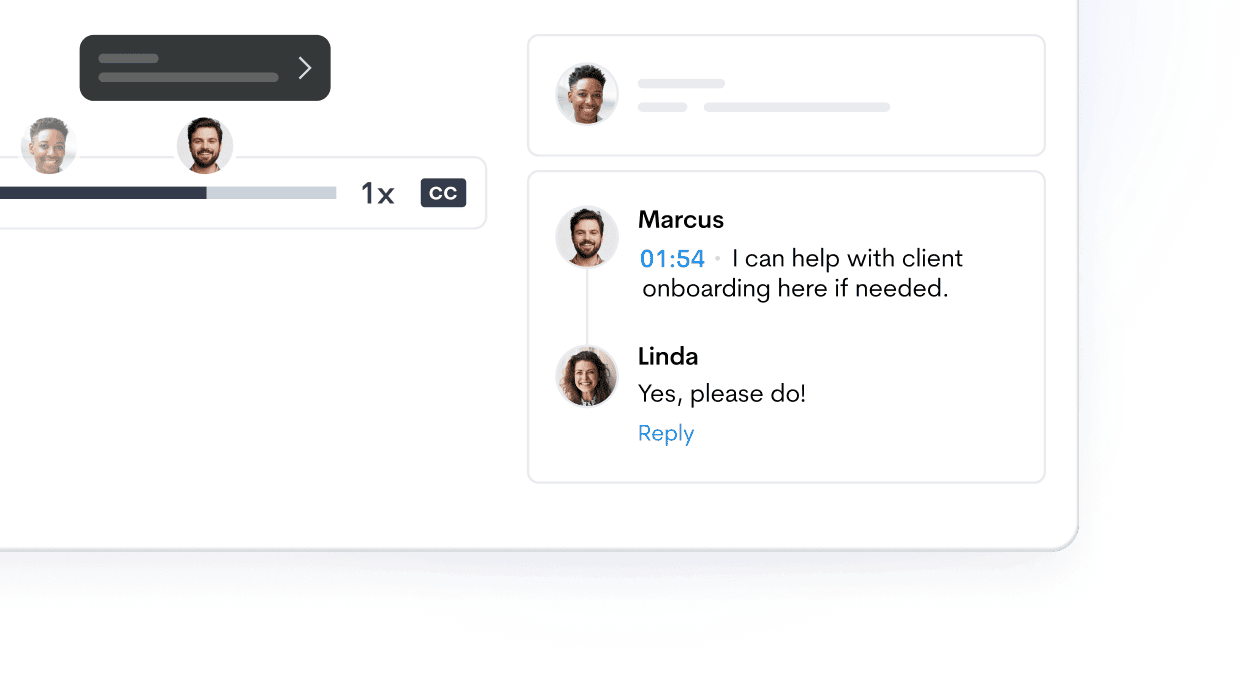 1x CC
Marcus
01:54 · I can help with client
onboarding here if needed.
Linda
Yes, please do!
Reply